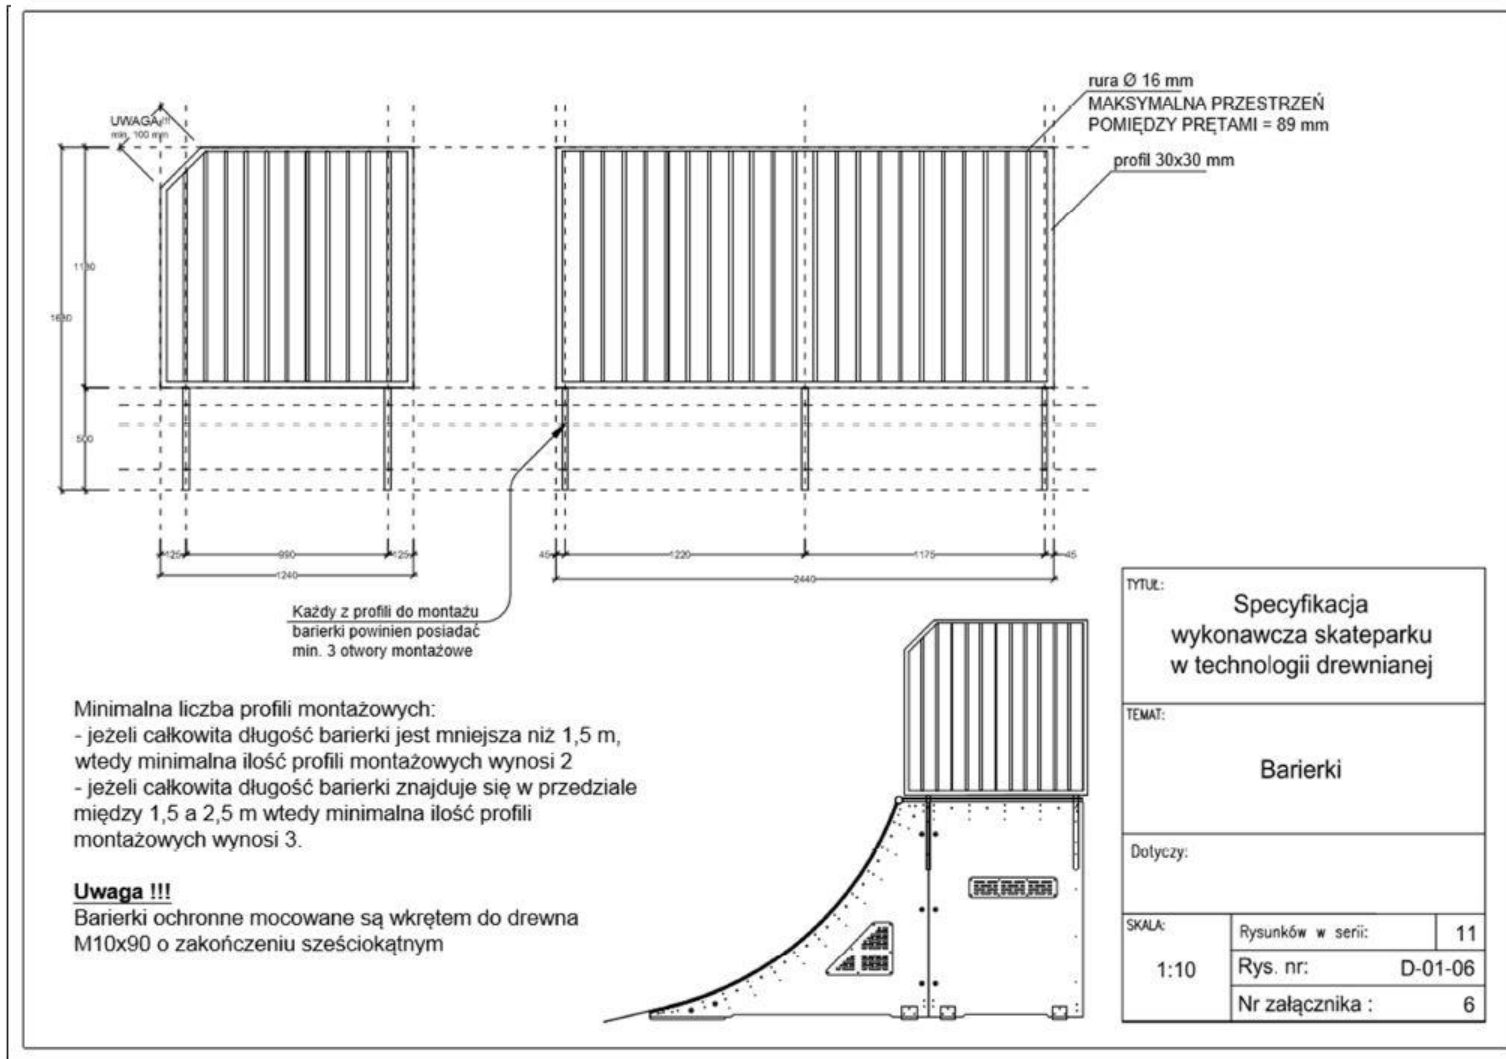 rura Ø 16 mm
MAKSYMALNA PRZESTRZEŃ
POMIĘDZY PRĘTAMI = 89 mm
profil 30x30 mm
UWAGA!!!
min. 100 mm
500
125
990
125
1240
45
1220
1175
45
2440
Każdy z profili do montażu
barierki powinien posiadać
min. 3 otwory montażowe
Minimalna liczba profili montażowych:
- jeżeli całkowita długość barierki jest mniejsza niż 1,5 m,
wtedy minimalna ilość profili montażowych wynosi 2
- jeżeli całkowita długość barierki znajduje się w przedziale
między 1,5 a 2,5 m wtedy minimalna ilość profili
montażowych wynosi 3.
Uwaga !!!
Barierki ochronne mocowane są wkrętem do drewna
M10x90 o zakończeniu sześciokątnym
TYTUŁ:
Specyfikacja
wykonawcza skateparku
w technologii drewnianej
TEMAT:
Barierki
Dotyczy:
SKALA:
1:10
Rysunków w serii: 11
Rys. nr: D-01-06
Nr załącznika : 6